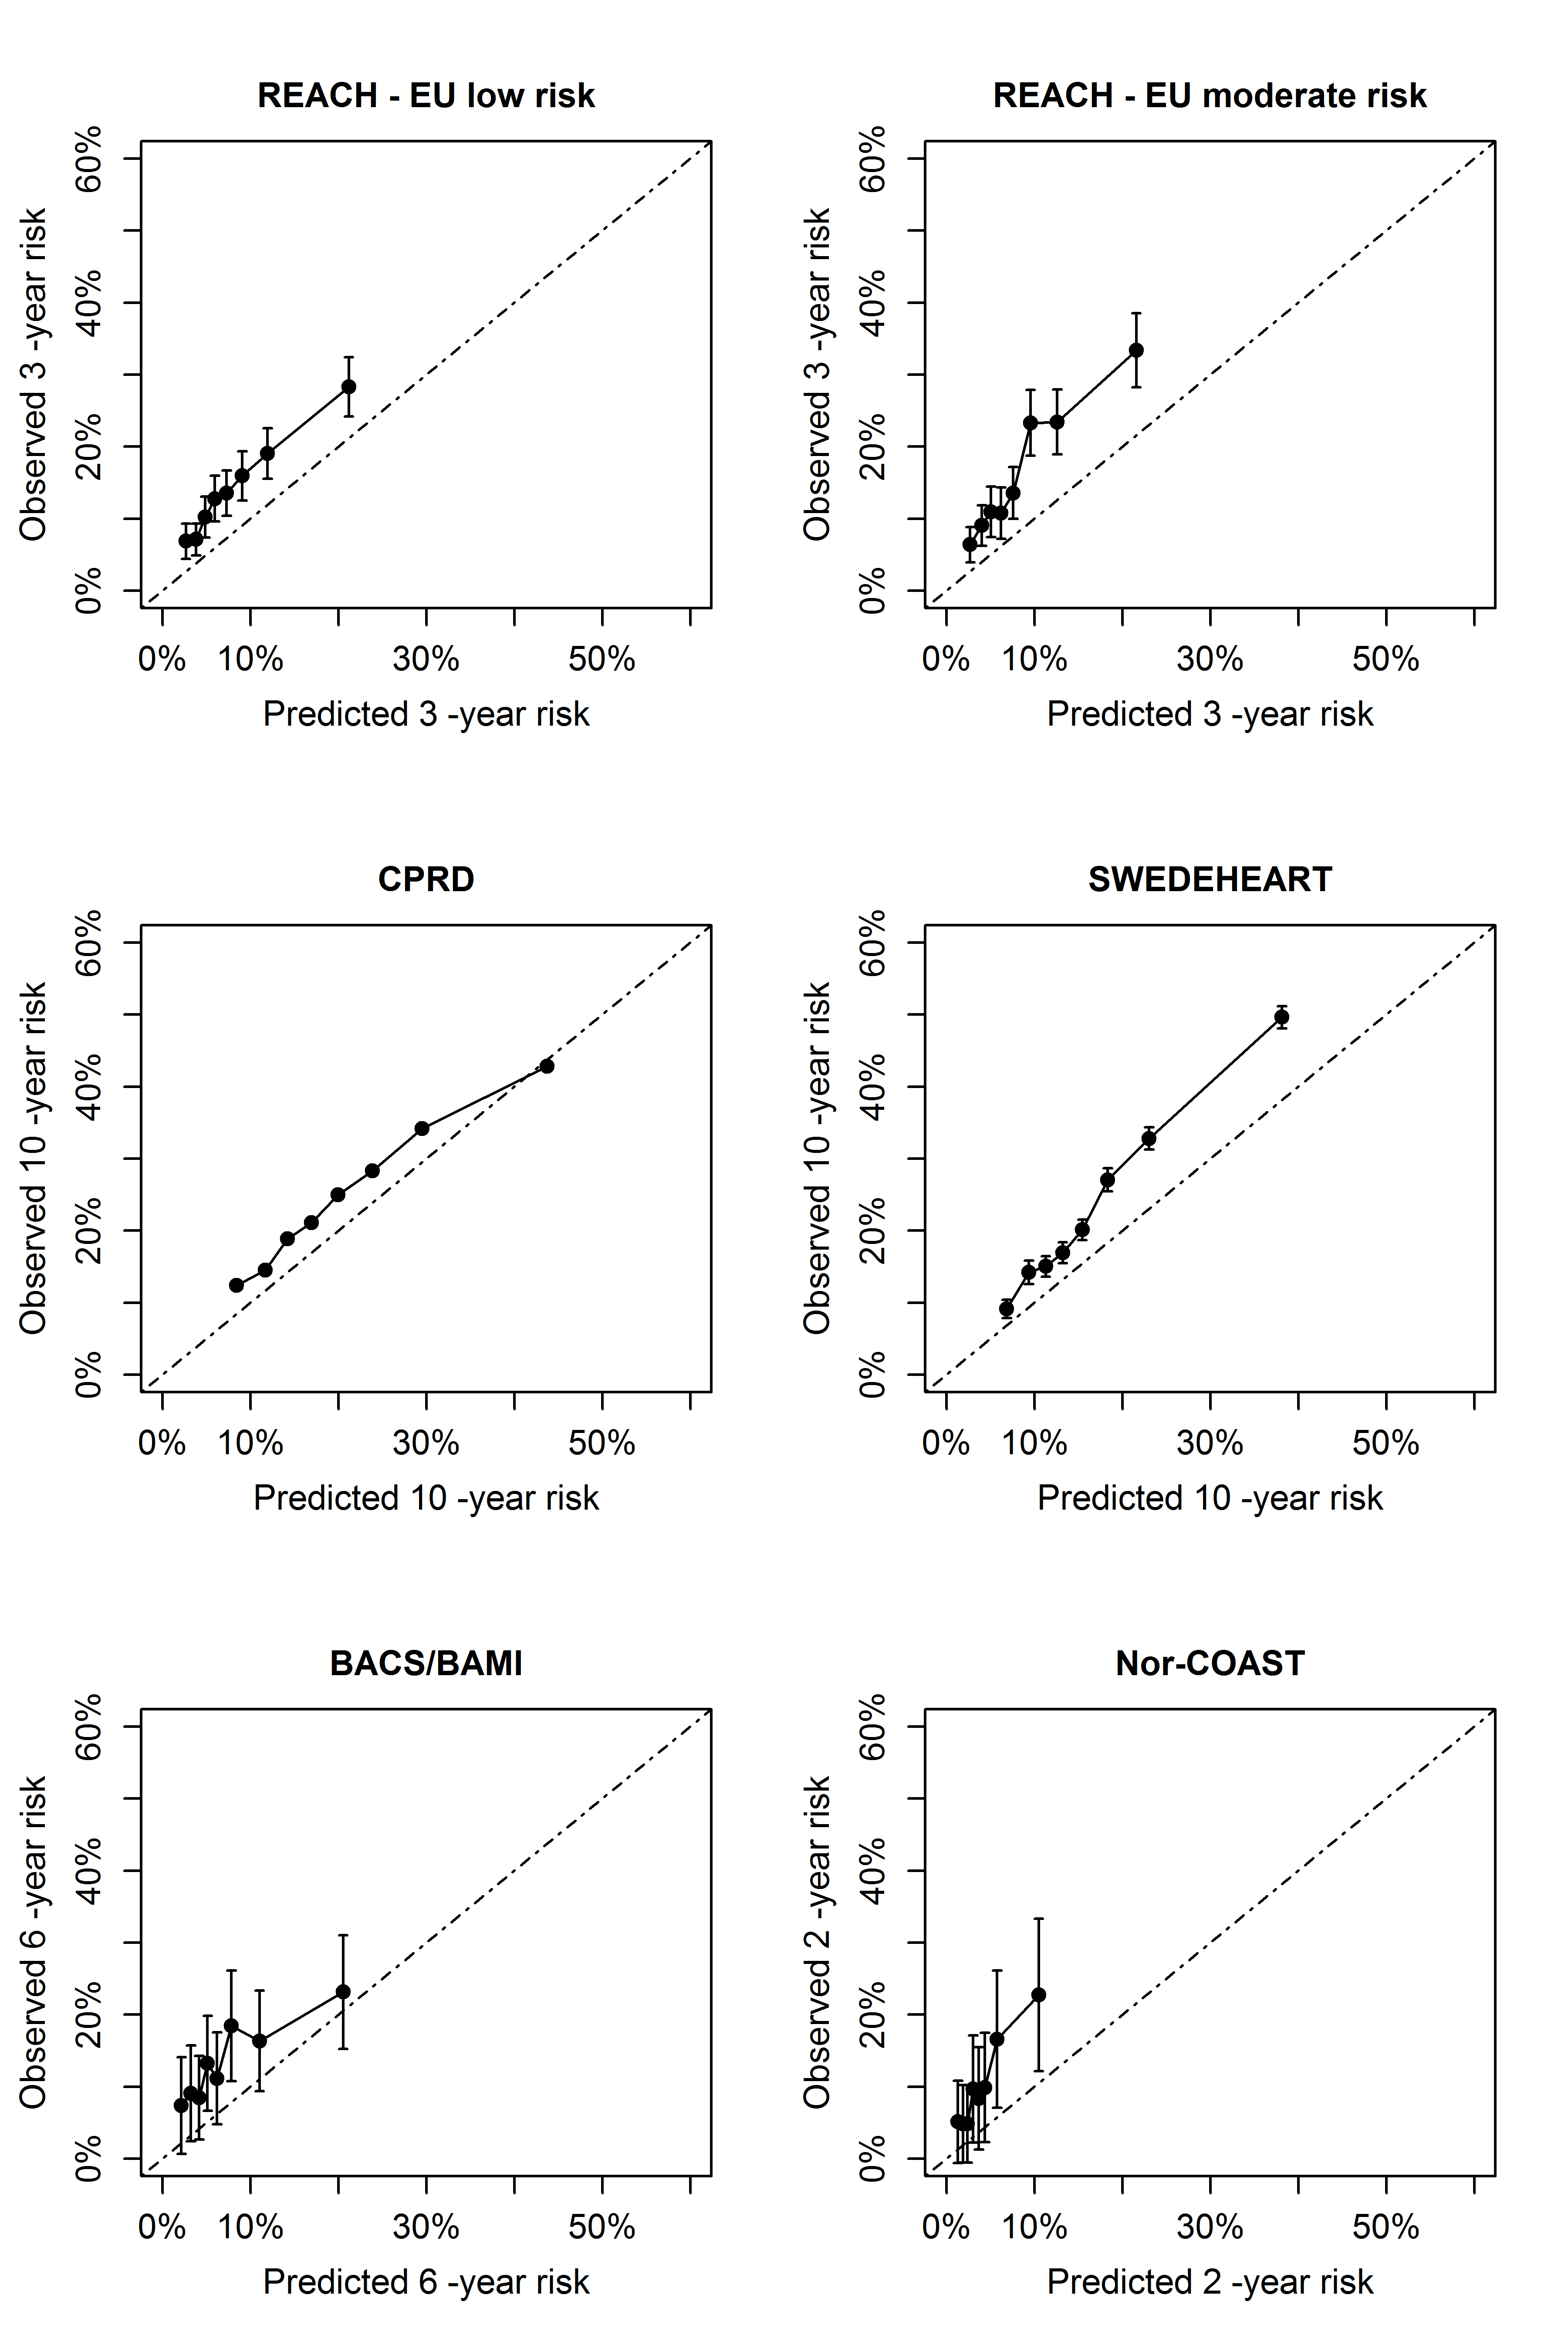 REACH - EU low risk
Observed 3 -year risk
0% 20% 40% 60%
0% 10% 30% 50%
Predicted 3 -year risk
REACH - EU moderate risk
Observed 3 -year risk
0% 20% 40% 60%
0% 10% 30% 50%
Predicted 3 -year risk
CPRD
Observed 10 -year risk
0% 20% 40% 60%
0% 10% 30% 50%
Predicted 10 -year risk
SWEDEHEART
Observed 10 -year risk
0% 20% 40% 60%
0% 10% 30% 50%
Predicted 10 -year risk
BACS/BAMI
Observed 6 -year risk
0% 20% 40% 60%
0% 10% 30% 50%
Predicted 6 -year risk
Nor-COAST
Observed 2 -year risk
0% 20% 40% 60%
0% 10% 30% 50%
Predicted 2 -year risk